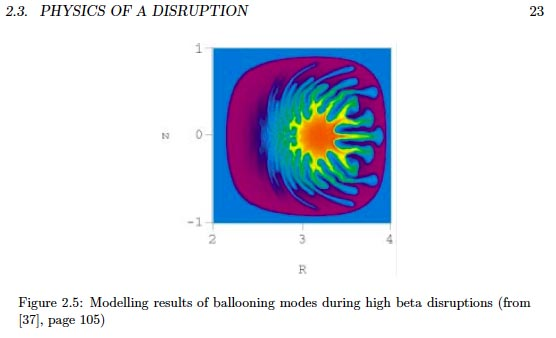 2.3. PHYSICS OF A DISRUPTION 23
1
z 0
-1
2 3 4
R
Figure 2.5: Modelling results of ballooning modes during high beta disruptions (from
[37], page 105)